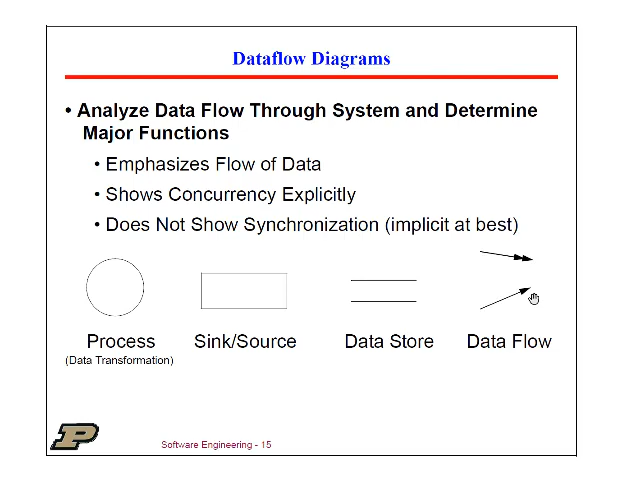 Dataflow Diagrams
• Analyze Data Flow Through System and Determine
Major Functions
• Emphasizes Flow of Data
• Shows Concurrency Explicitly
• Does Not Show Synchronization (implicit at best)
Process Sink/Source Data Store Data Flow
(Data Transformation)
P
Software Engineering - 15